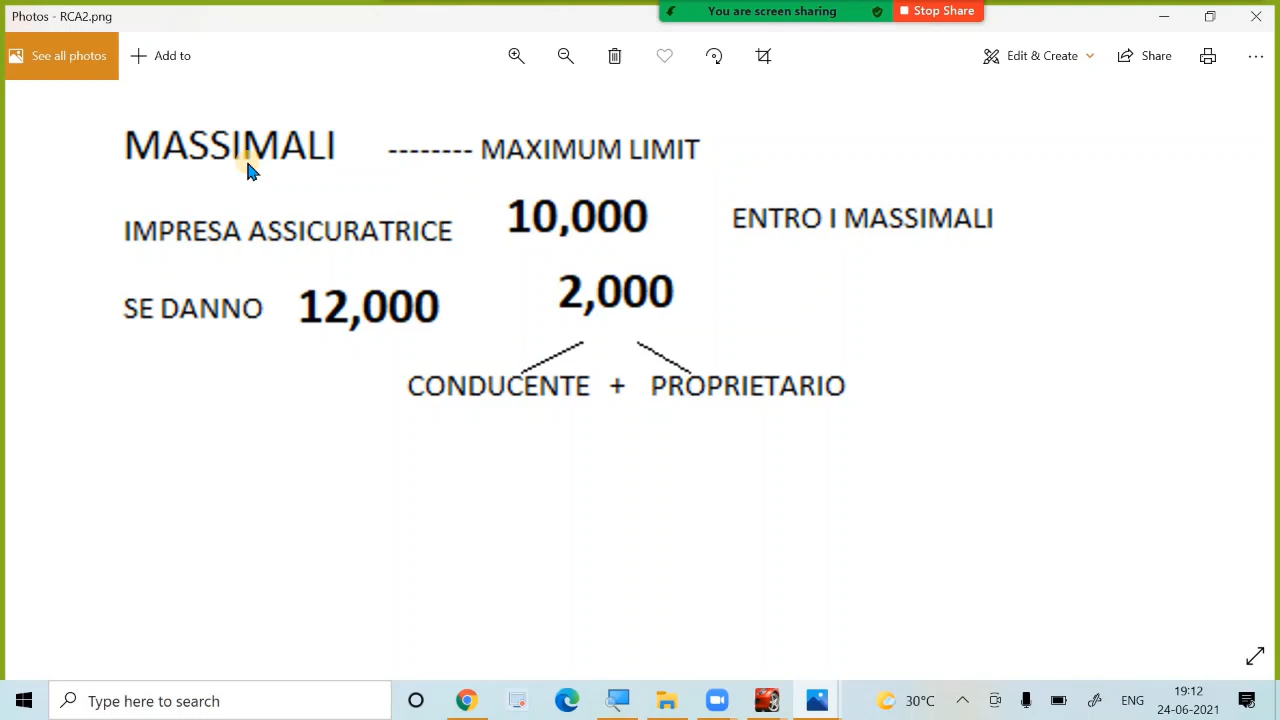 Photos - RCA2.png
You are screen sharing
Stop Share
See all photos
Add to
Edit & Create
Share
MASSIMALI -------- MAXIMUM LIMIT
IMPRESA ASSICURATRICE 10,000 ENTRO I MASSIMALI
SE DANNO 12,000 2,000
CONDUCENTE + PROPRIETARIO
Type here to search
30°C
ENG
19:12
24-06-2021